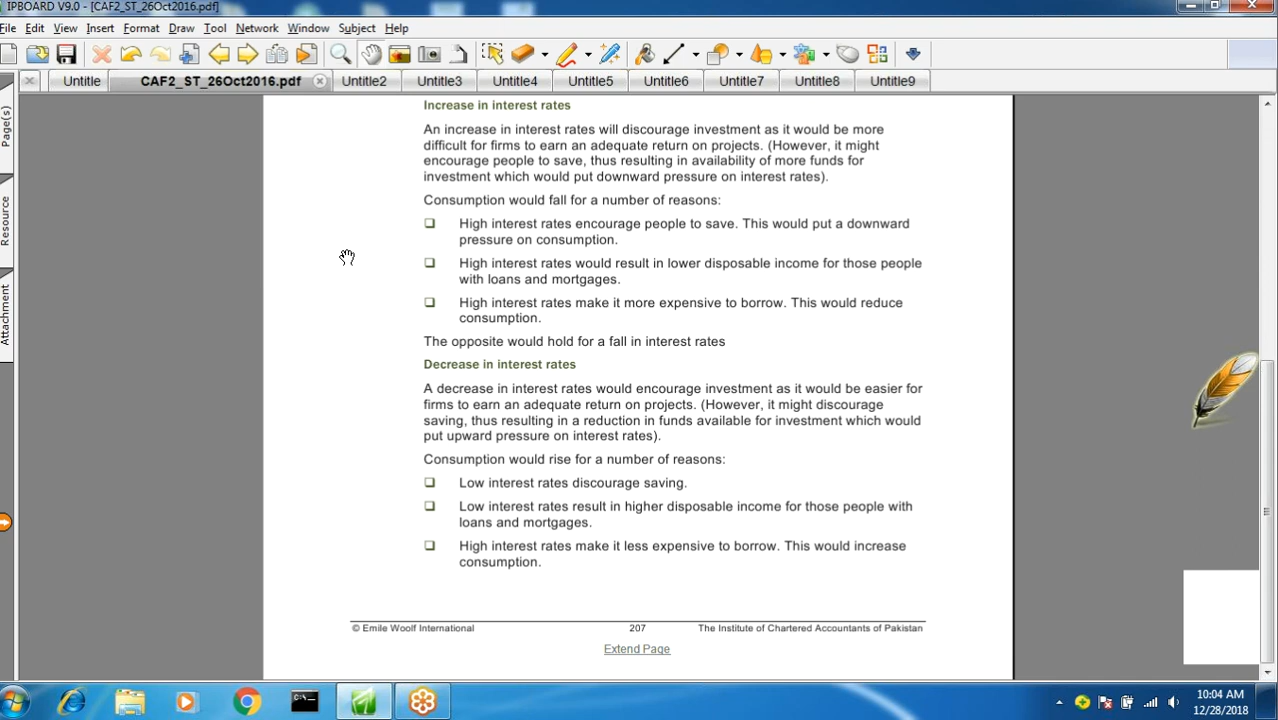 IPBOARD V9.0 - [CAF2_ST_26Oct2016.pdf]
File Edit View Insert Format Draw Tool Network Window Subject Help
Untitle CAF2_ST_26Oct2016.pdf Untitle2 Untitle3 Untitle4 Untitle5 Untitle6 Untitle7 Untitle8 Untitle9
Page(s)
Resource
Attachment
Increase in interest rates
An increase in interest rates will discourage investment as it would be more
difficult for firms to earn an adequate return on projects. (However, it might
encourage people to save, thus resulting in availability of more funds for
investment which would put downward pressure on interest rates).
Consumption would fall for a number of reasons:
High interest rates encourage people to save. This would put a downward
pressure on consumption.
High interest rates would result in lower disposable income for those people
with loans and mortgages.
High interest rates make it more expensive to borrow. This would reduce
consumption.
The opposite would hold for a fall in interest rates
Decrease in interest rates
A decrease in interest rates would encourage investment as it would be easier for
firms to earn an adequate return on projects. (However, it might discourage
saving, thus resulting in a reduction in funds available for investment which would
put upward pressure on interest rates).
Consumption would rise for a number of reasons:
Low interest rates discourage saving.
Low interest rates result in higher disposable income for those people with
loans and mortgages.
High interest rates make it less expensive to borrow. This would increase
consumption.
© Emile Woolf International 207 The Institute of Chartered Accountants of Pakistan
Extend Page
10:04 AM
12/28/2018